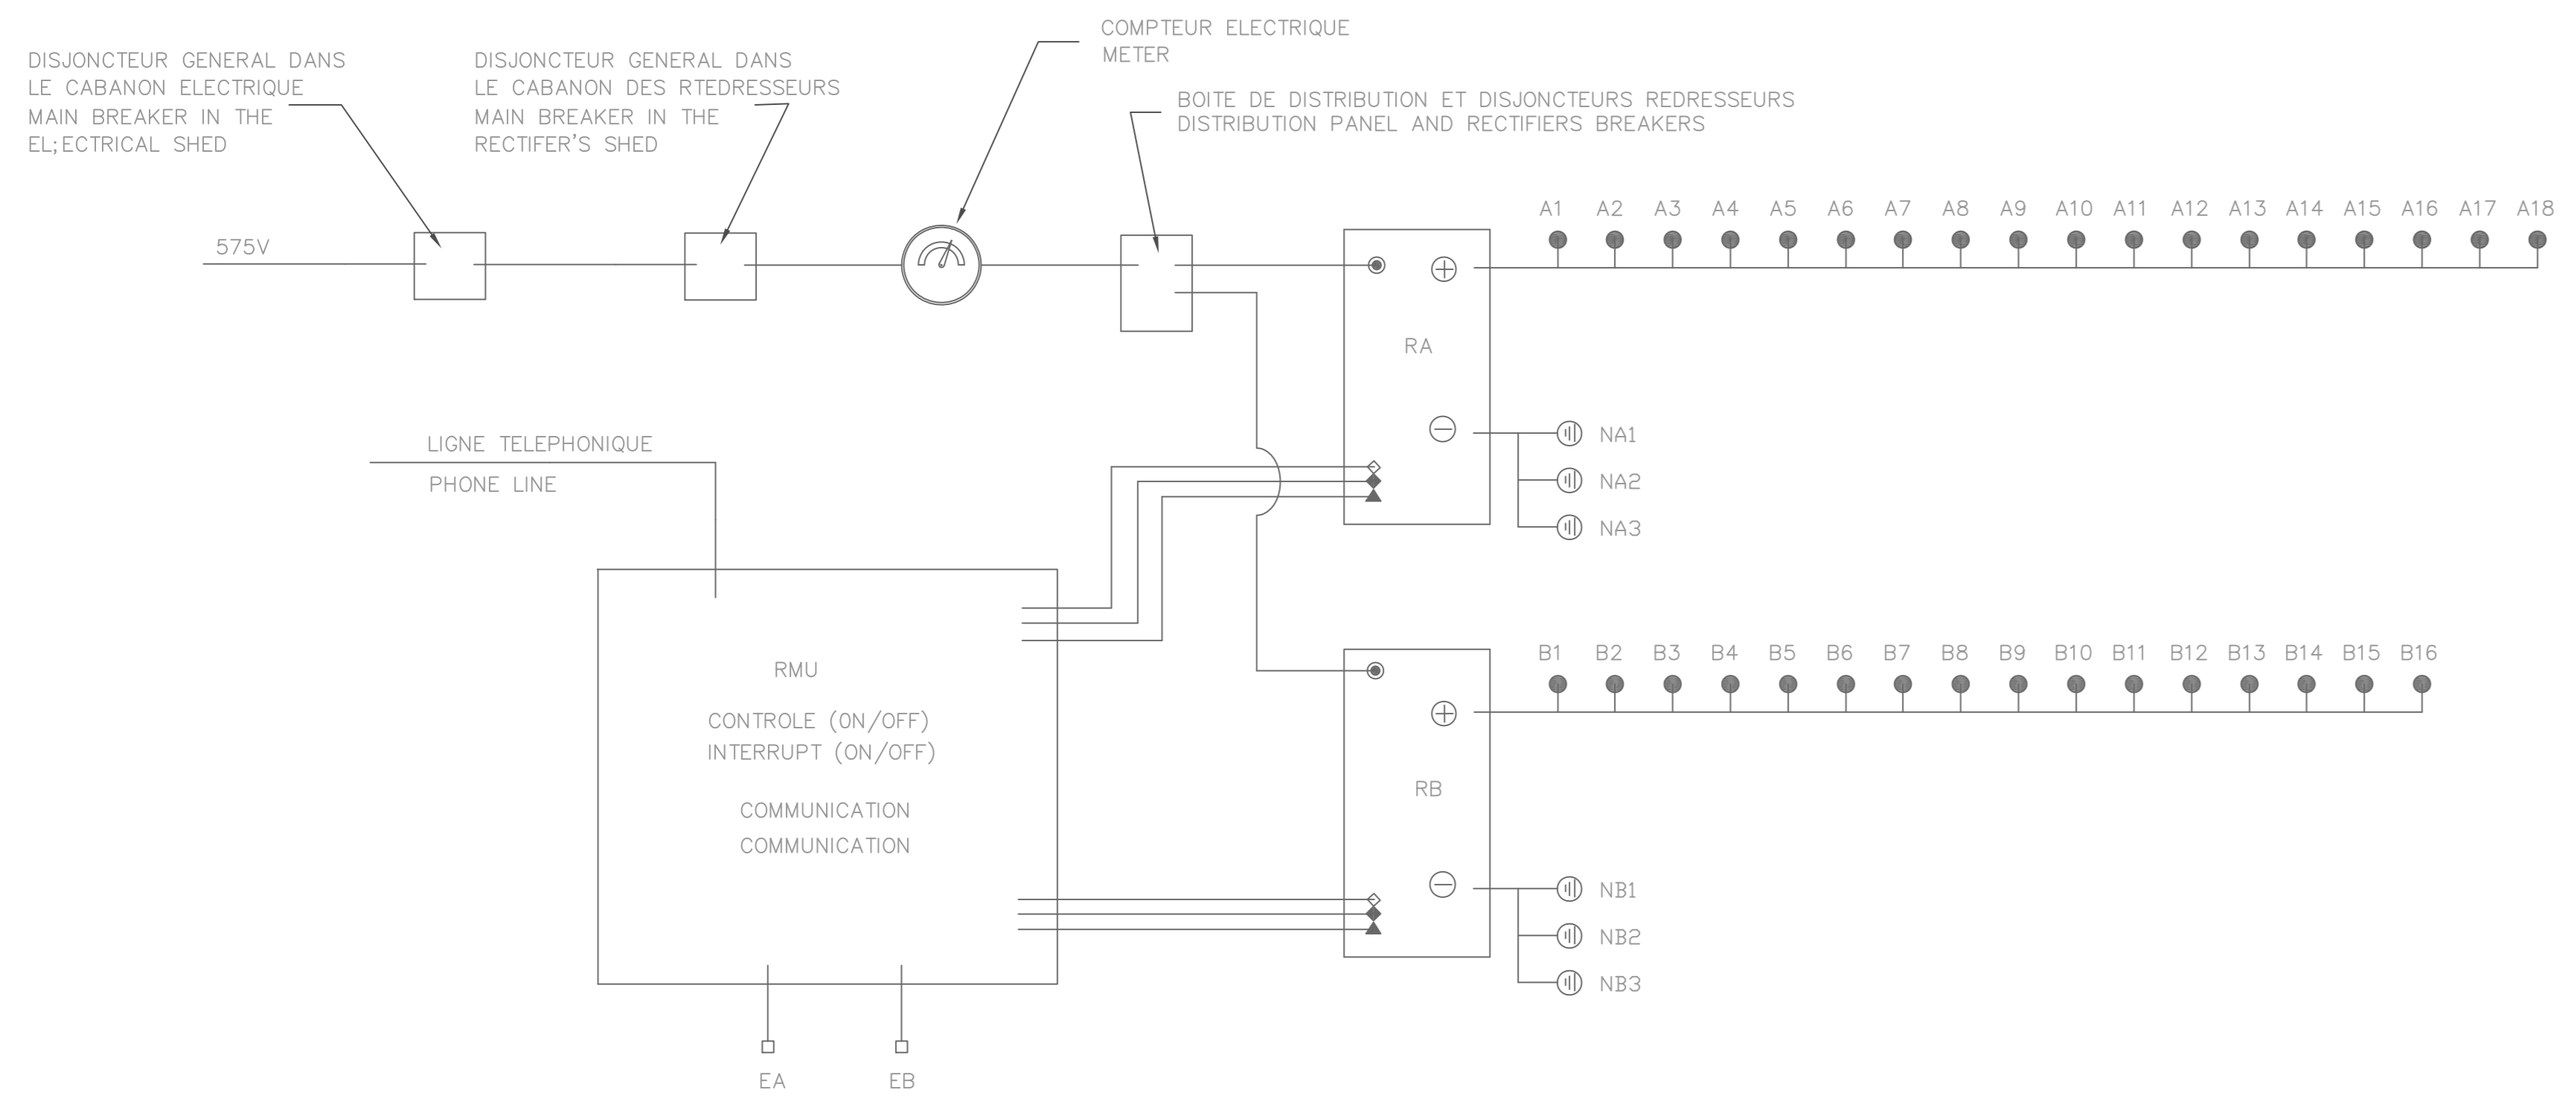 COMPTEUR ELECTRIQUE
METER
DISJONCTEUR GENERAL DANS
LE CABANON ELECTRIQUE
MAIN BREAKER IN THE
EL;ECTRICAL SHED
DISJONCTEUR GENERAL DANS
LE CABANON DES RTEDRESSEURS
MAIN BREAKER IN THE
RECTIFER'S SHED
BOITE DE DISTRIBUTION ET DISJONCTEURS REDRESSEURS
DISTRIBUTION PANEL AND RECTIFIERS BREAKERS
A1 A2 A3 A4 A5 A6 A7 A8 A9 A10 A11 A12 A13 A14 A15 A16 A17 A18
575V
RA
NA1
NA2
NA3
LIGNE TELEPHONIQUE
PHONE LINE
RMU
CONTROLE (ON/OFF)
INTERRUPT (ON/OFF)
COMMUNICATION
COMMUNICATION
B1 B2 B3 B4 B5 B6 B7 B8 B9 B10 B11 B12 B13 B14 B15 B16
RB
NB1
NB2
NB3
EA EB